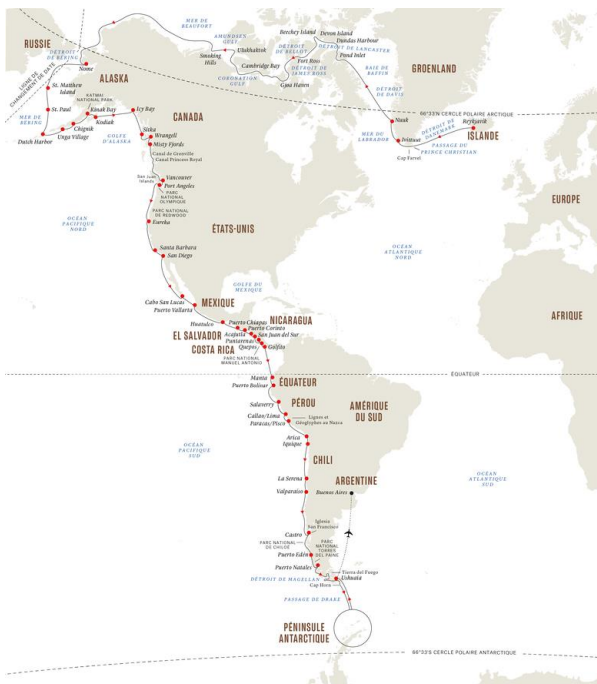 MER DE
BEAUFORT
AMUNDSEN
GULF
Beechey Island
Devon Island
Dundas Harbour
DÉTROIT DE LANCASTER
Pond Inlet
RUSSIE
DÉTROIT
DE BÉRING
Nome
LIGNE DE
CHANGEMENT DE DATE
ALASKA
Smoking
Hills
Ulukhaktok
DÉTROIT
DE BELLOT
Fort Ross
Cambridge Bay
DÉTROIT DE
JAMES ROSS
CORONATION
GULF
Gjoa Haven
BAIE DE
BAFFIN
GROENLAND
DÉTROIT
DE DAVIS
St. Matthew
Island
KATMAI
NATIONAL PARK
St. Paul
Kinak Bay
Icy Bay
Kodiak
MER DE
BÉRING
Chignik
Unga Village
Dutch Harbor
GOLFE
D'ALASKA
CANADA
Sitka
Wrangell
Misty Fjords
Canal de Grenville
Canal Princess Royal
66°33'N CERCLE POLAIRE ARCTIQUE
Nuuk
DÉTROIT DE
DANEMARK
Reykjavik
ISLANDE
MER DU
LABRADOR
Ivittuut
PASSAGE DU
PRINCE CHRISTIAN
Cap Farvel
San Juan
Islands
Vancouver
Port Angeles
PARC
NATIONAL
OLYMPIQUE
PARC NATIONAL
DE REDWOOD
Eureka
EUROPE
OCÉAN
PACIFIQUE
NORD
ÉTATS-UNIS
OCÉAN
ATLANTIQUE
NORD
Santa Barbara
San Diego
GOLFE DU
MEXIQUE
Cabo San Lucas
Puerto Vallarta
MEXIQUE
AFRIQUE
Huatulco
Puerto Chiapas
NICARAGUA
Puerto Corinto
EL SALVADOR
Acajutla
San Juan del Sur
Puntarenas
COSTA RICA
Quepos
Golfito
PARC NATIONAL
MANUEL ANTONIO
ÉQUATEUR
Manta
Puerto Bolivar
ÉQUATEUR
Salaverry
PÉROU
AMÉRIQUE
DU SUD
Callao/Lima
Paracas/Pisco
Lignes et
Géoglyphes au Nazca
Arica
Iquique
OCÉAN
PACIFIQUE
SUD
CHILI
La Serena
ARGENTINE
OCÉAN
ATLANTIQUE
SUD
Valparaiso
Buenos Aires
Iglesia
San Francisco
Castro
PARC NATIONAL
DE CHILOÉ
PARC
NATIONAL
TORRES
DEL PAINE
Puerto Edén
Puerto Natales
Tierra del Fuego
DÉTROIT DE MAGELLAN
Ushuaia
Cap Horn
PASSAGE DE DRAKE
PÉNINSULE
ANTARCTIQUE
66°33'S CERCLE POLAIRE ANTARCTIQUE